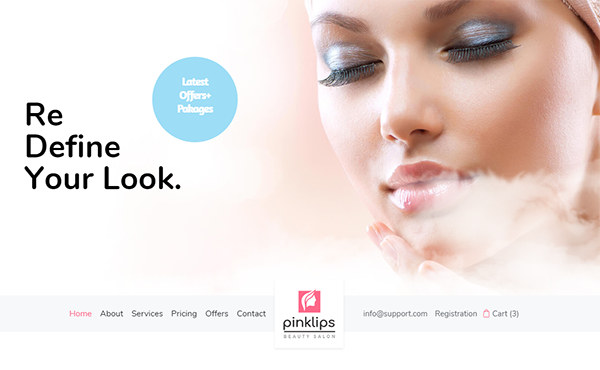 Latest
Offers+
Pakages
Re
Define
Your Look.
Home About Services Pricing Offers Contact
pinklips
BEAUTY SALON
info@support.com Registration Cart (3)